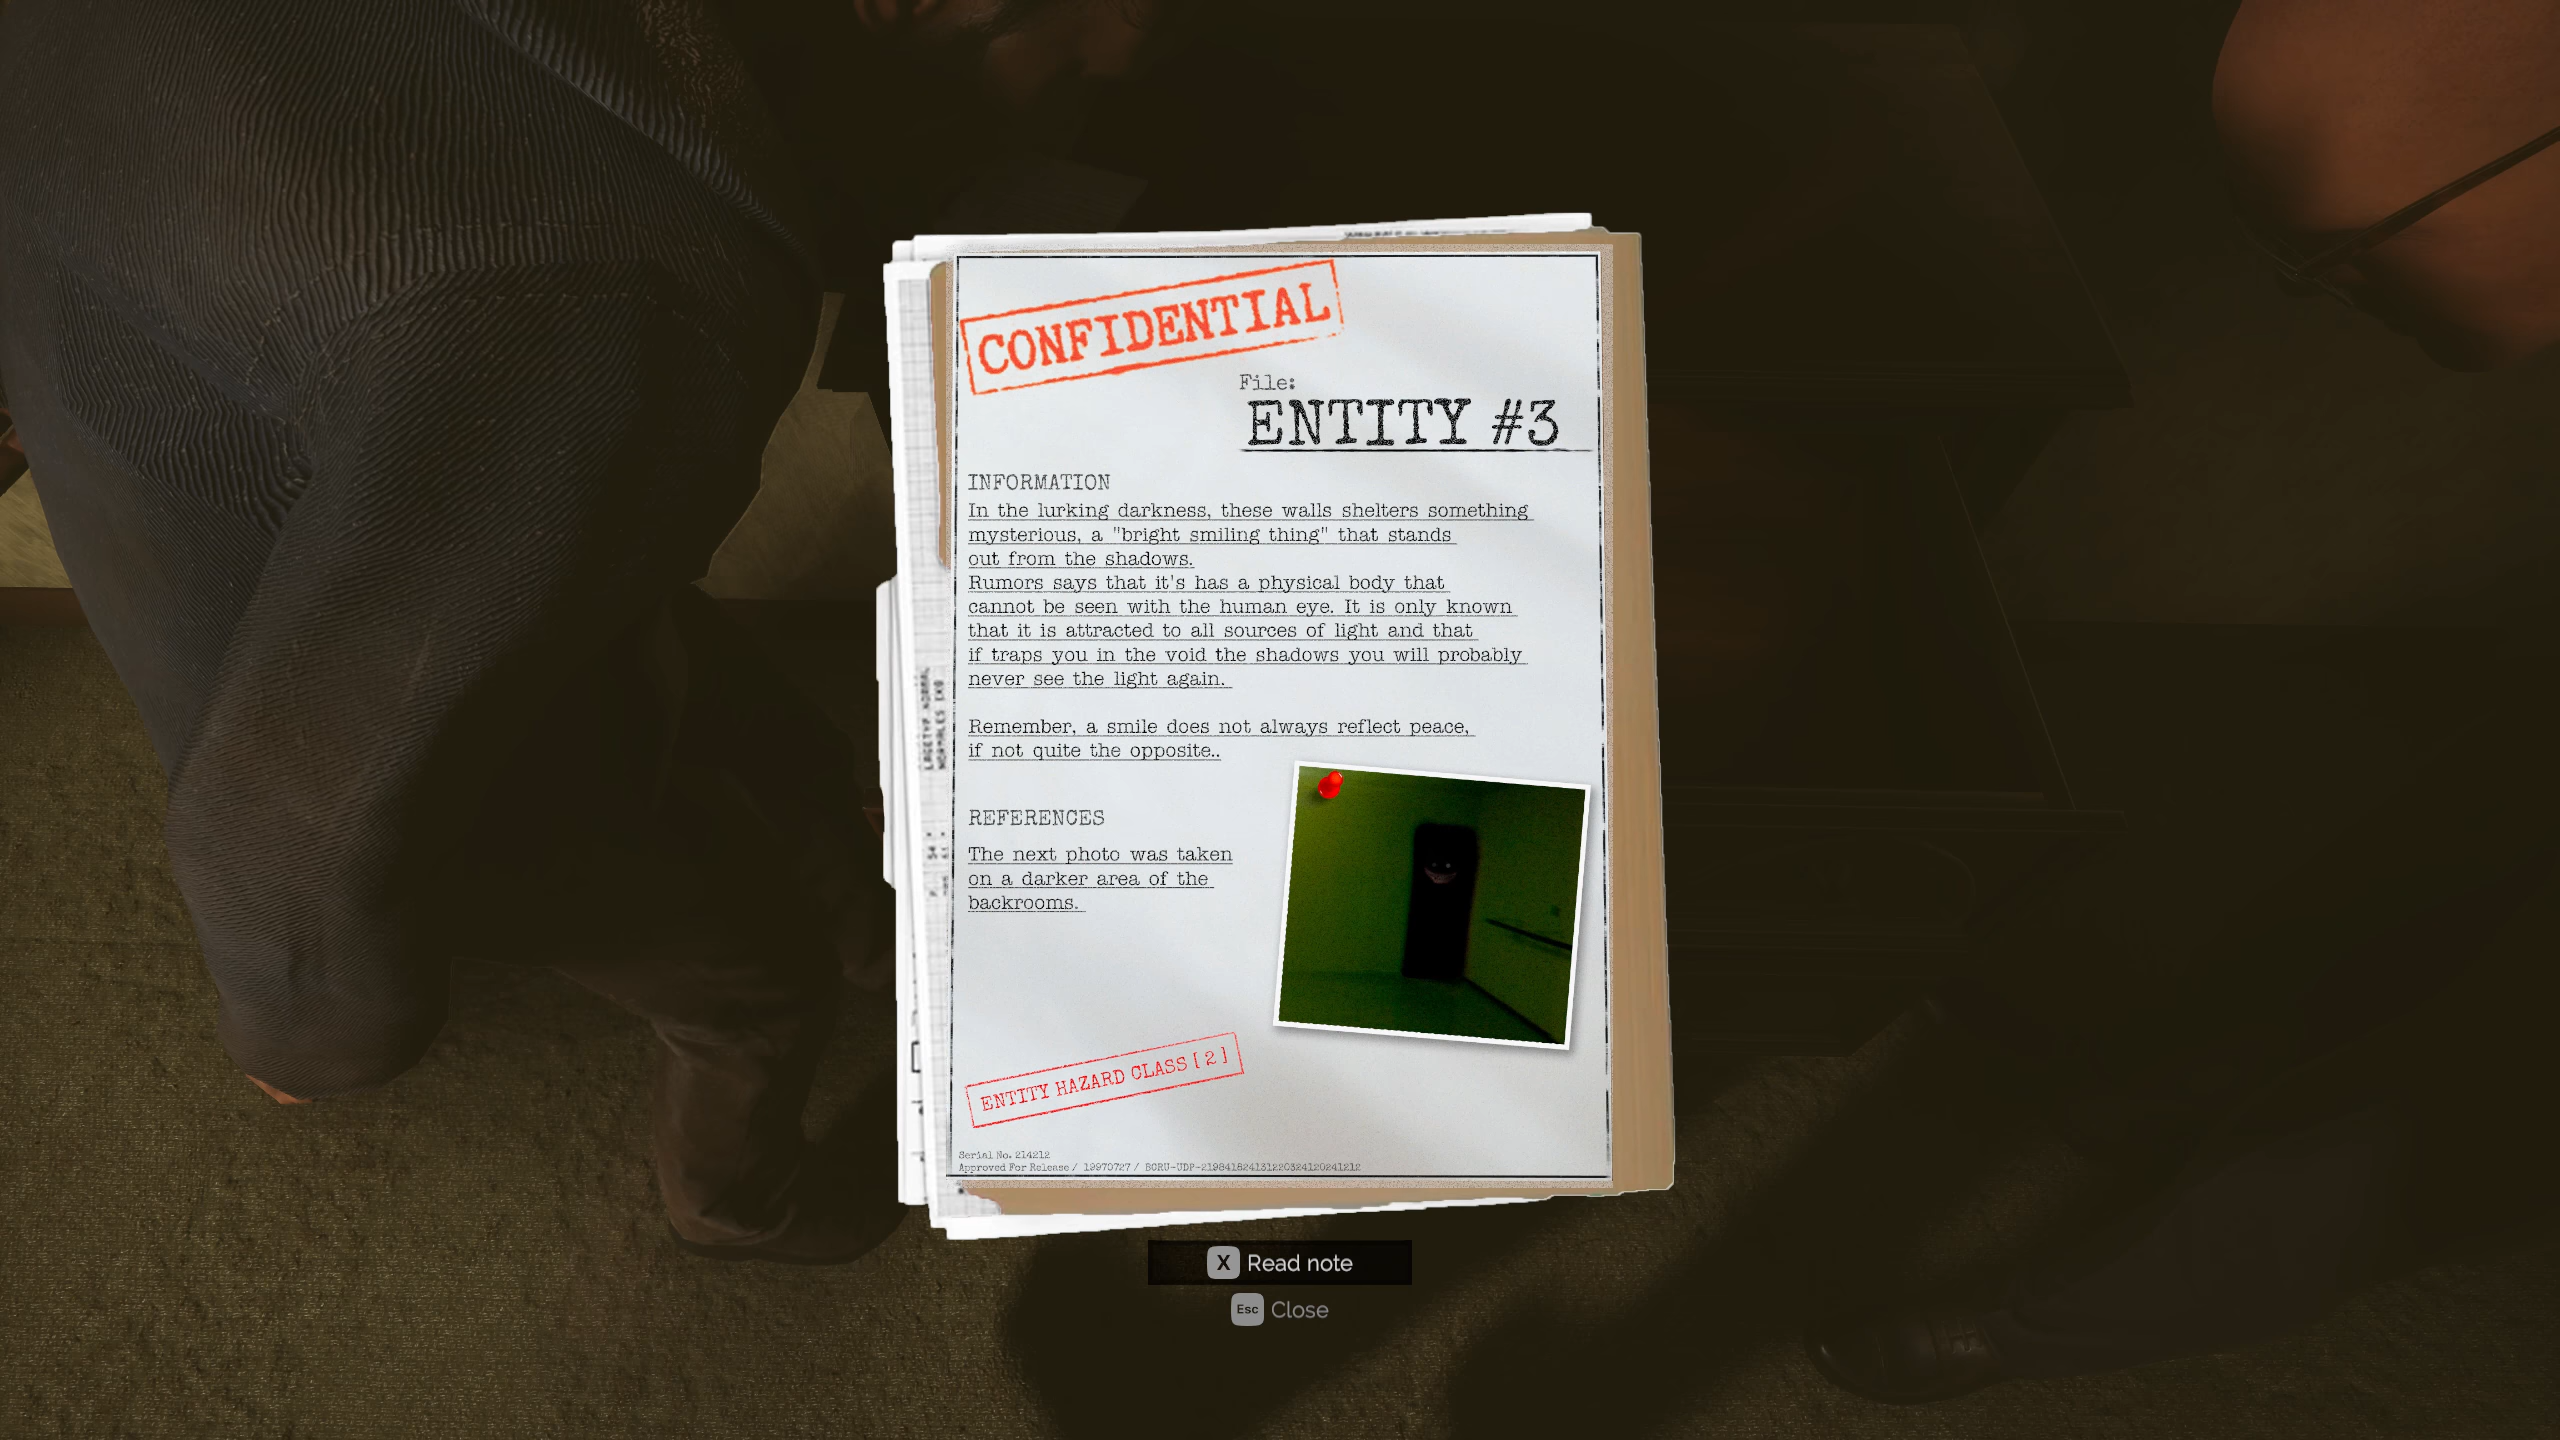 CONFIDENTIAL
File:
ENTITY #3
INFORMATION
In the lurking darkness, these walls shelters something
mysterious, a "bright smiling thing" that stands
out from the shadows.
Rumors says that it's has a physical body that
cannot be seen with the human eye. It is only known
that it is attracted to all sources of light and that
if traps you in the void the shadows you will probably
never see the light again.
Remember, a smile does not always reflect peace,
if not quite the opposite..
REFERENCES
The next photo was taken
on a darker area of the
backrooms.
ENTITY HAZARD CLASS [ 2 ]
Serial No. 214212
Approved For Release / 19970727 /
X Read note
Esc Close